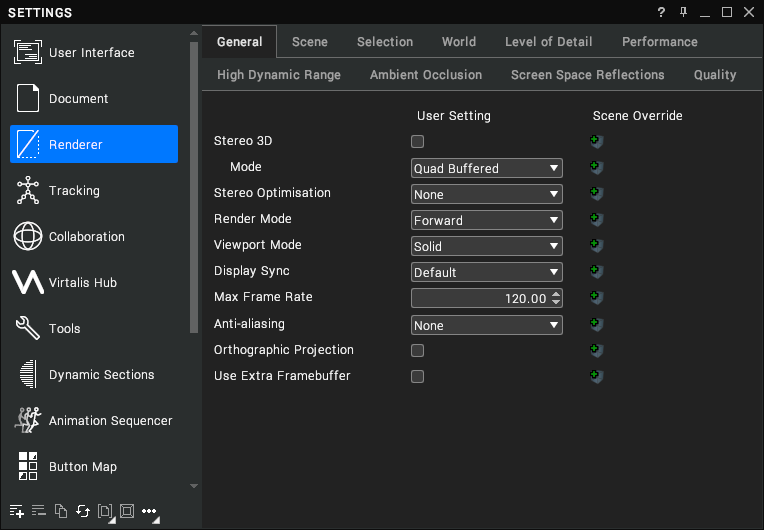 SETTINGS
?
User Interface
Document
Renderer
Tracking
Collaboration
Virtalis Hub
Tools
Dynamic Sections
Animation Sequencer
Button Map
General Scene Selection World Level of Detail Performance
High Dynamic Range Ambient Occlusion Screen Space Reflections Quality
User Setting Scene Override
Stereo 3D
Mode Quad Buffered
Stereo Optimisation None
Render Mode Forward
Viewport Mode Solid
Display Sync Default
Max Frame Rate 120.00
Anti-aliasing None
Orthographic Projection
Use Extra Framebuffer